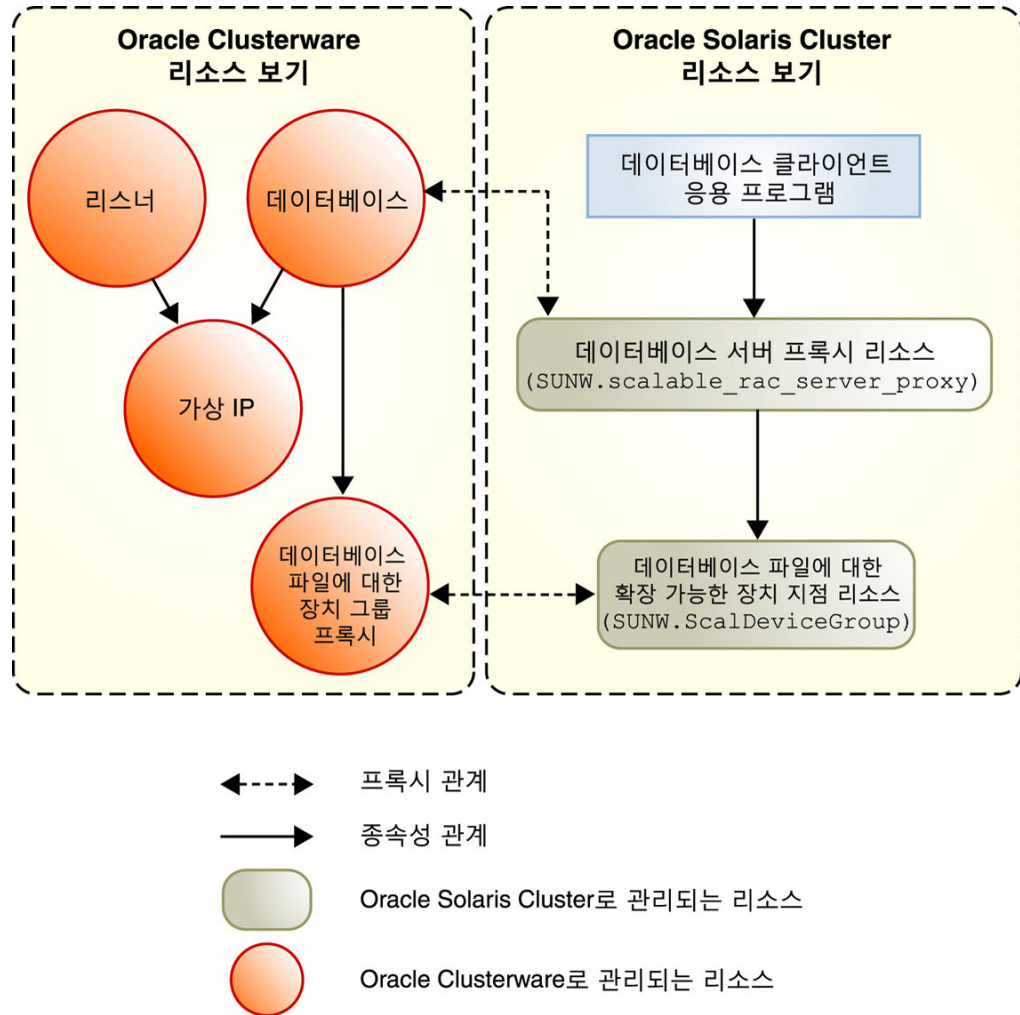 Oracle Clusterware
리소스 보기
리스너
데이터베이스
가상 IP
데이터베이스
파일에 대한
장치 그룹
프록시
Oracle Solaris Cluster
리소스 보기
데이터베이스 클라이언트
응용 프로그램
데이터베이스 서버 프록시 리소스
(SUNW.scalable_rac_server_proxy)
데이터베이스 파일에 대한
확장 가능한 장치 지점 리소스
(SUNW.ScalDeviceGroup)
프록시 관계
종속성 관계
Oracle Solaris Cluster로 관리되는 리소스
Oracle Clusterware로 관리되는 리소스